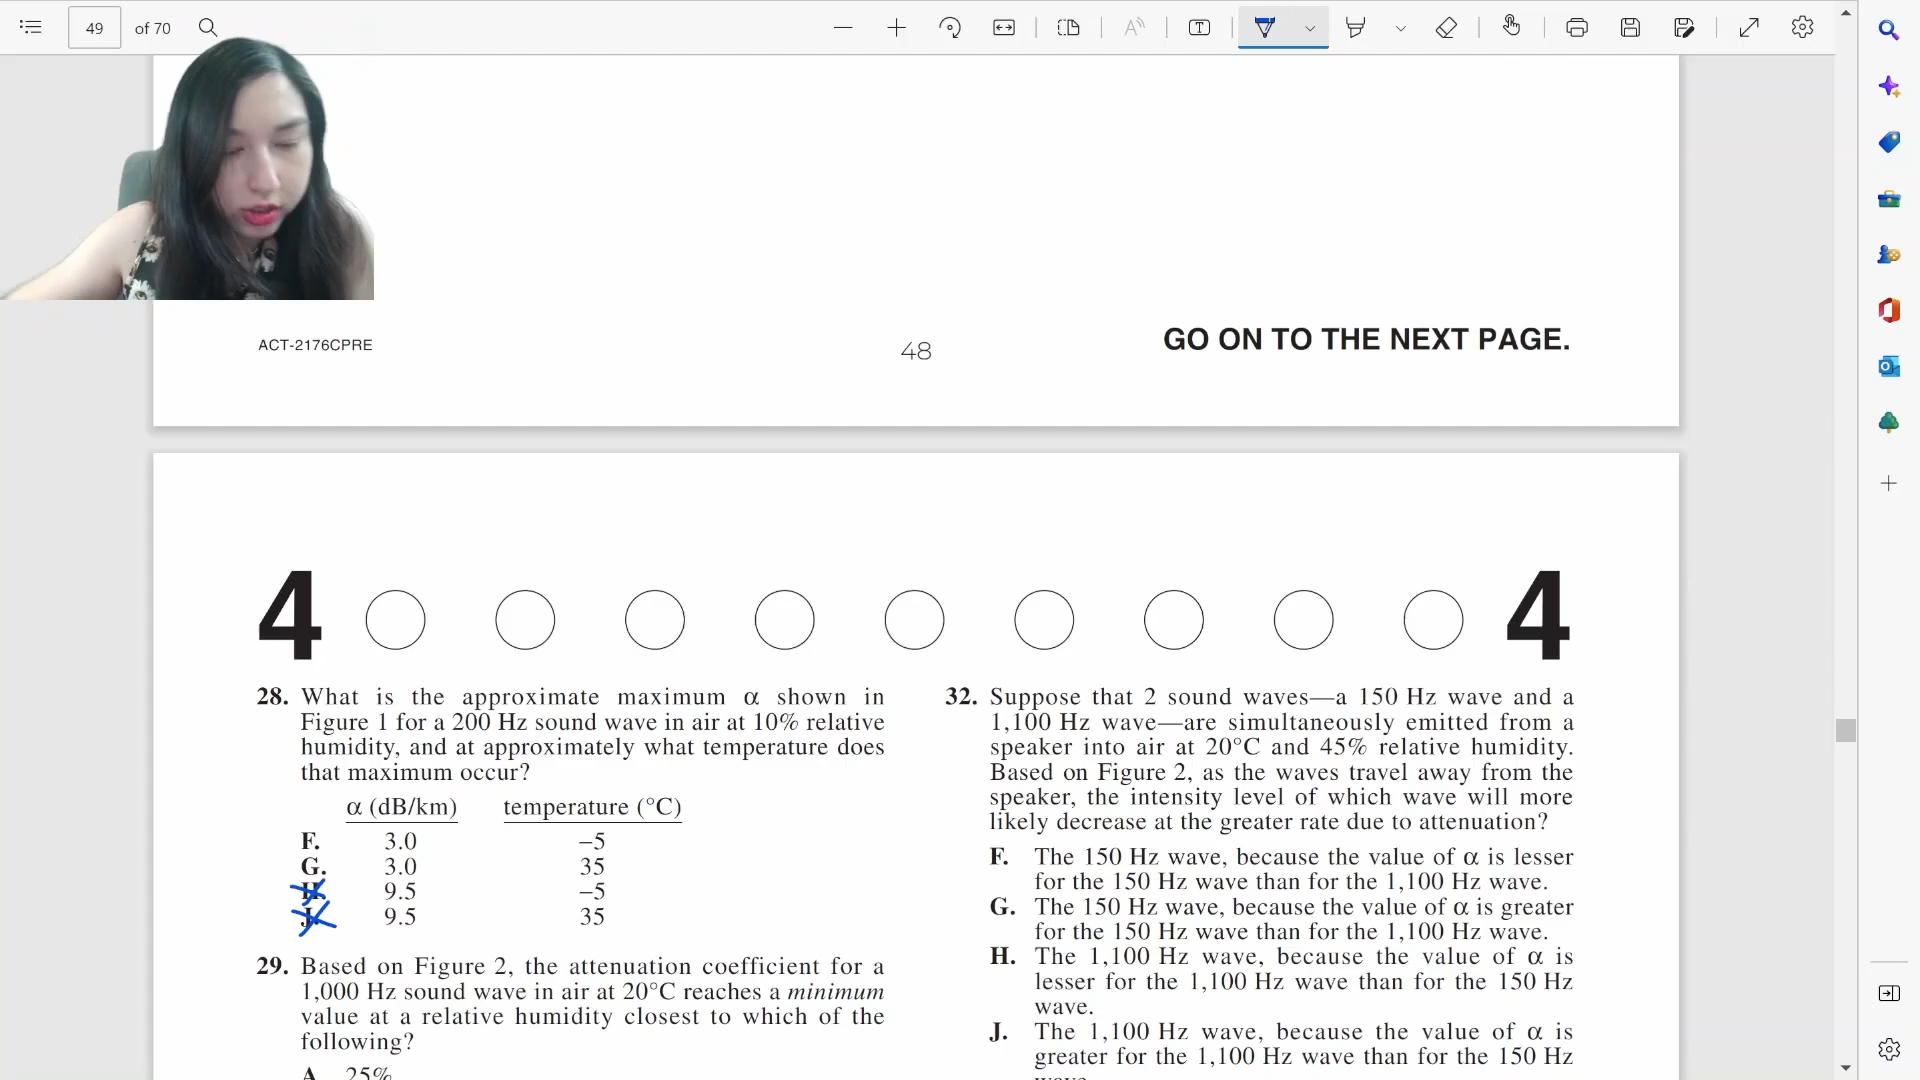 49 of 70
ACT-2176CPRE
48
GO ON TO THE NEXT PAGE.
4
4
28. What is the approximate maximum α shown in
Figure 1 for a 200 Hz sound wave in air at 10% relative
humidity, and at approximately what temperature does
that maximum occur?
α (dB/km) temperature (°C)
F. 3.0 –5
G. 3.0 35
H. 9.5 –5
J. 9.5 35
29. Based on Figure 2, the attenuation coefficient for a
1,000 Hz sound wave in air at 20°C reaches a minimum
value at a relative humidity closest to which of the
following?
A. 25%
32. Suppose that 2 sound waves—a 150 Hz wave and a
1,100 Hz wave—are simultaneously emitted from a
speaker into air at 20°C and 45% relative humidity.
Based on Figure 2, as the waves travel away from the
speaker, the intensity level of which wave will more
likely decrease at the greater rate due to attenuation?
F. The 150 Hz wave, because the value of α is lesser
for the 150 Hz wave than for the 1,100 Hz wave.
G. The 150 Hz wave, because the value of α is greater
for the 150 Hz wave than for the 1,100 Hz wave.
H. The 1,100 Hz wave, because the value of α is
lesser for the 1,100 Hz wave than for the 150 Hz
wave.
J. The 1,100 Hz wave, because the value of α is
greater for the 1,100 Hz wave than for the 150 Hz
wave.